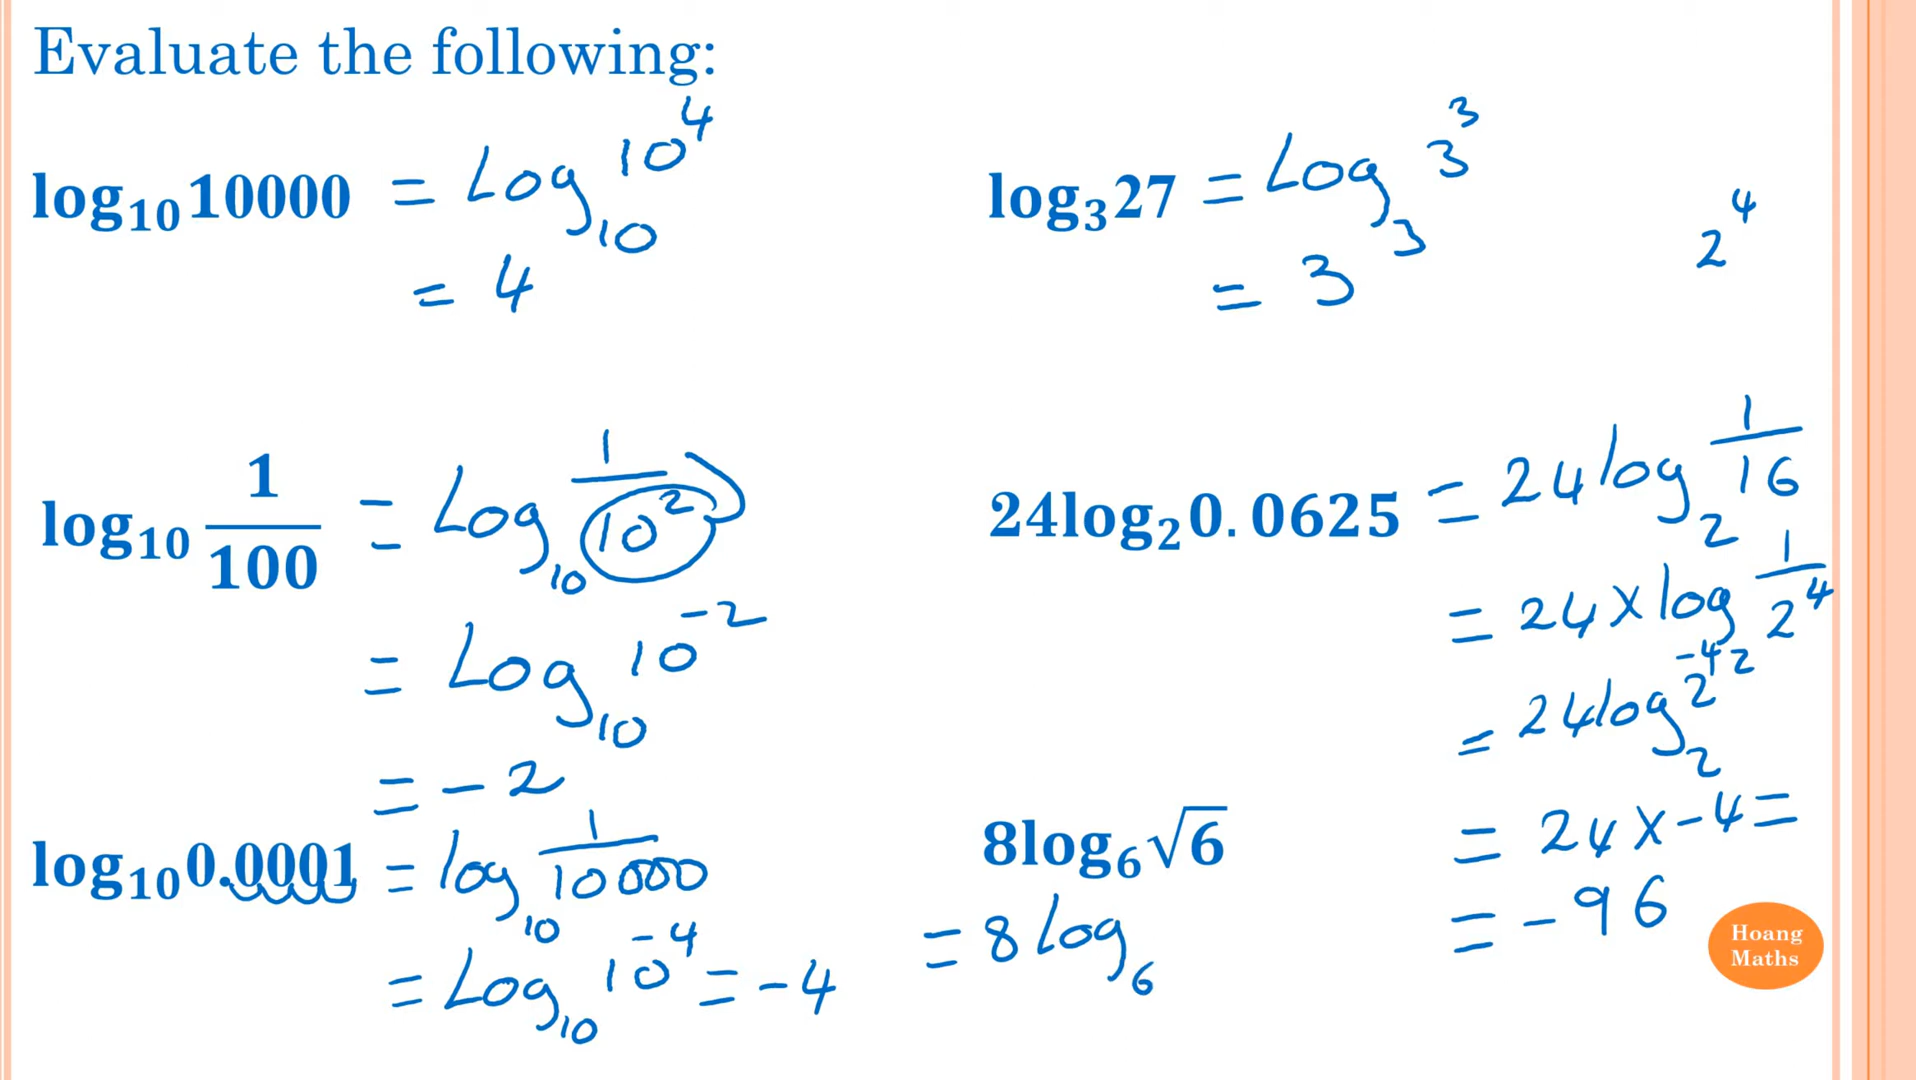 Evaluate the following:
log₁₀10000 = Log₁₀ 10⁴
= 4
log₃27 = Log₃ 3³
= 3
2⁴
log₁₀ 1/100 = Log₁₀ 1/10²
= Log₁₀ 10⁻²
= -2
24log₂0.0625 = 24log₂ 1/16
= 24 × log₂ 1/2⁴
= 24log₂ 2⁻⁴
= 24 × -4 =
= -96
log₁₀0.0001 = log₁₀ 1/10000
= Log₁₀ 10⁻⁴ = -4
8log₆√6
= 8log₆
Hoang
Maths